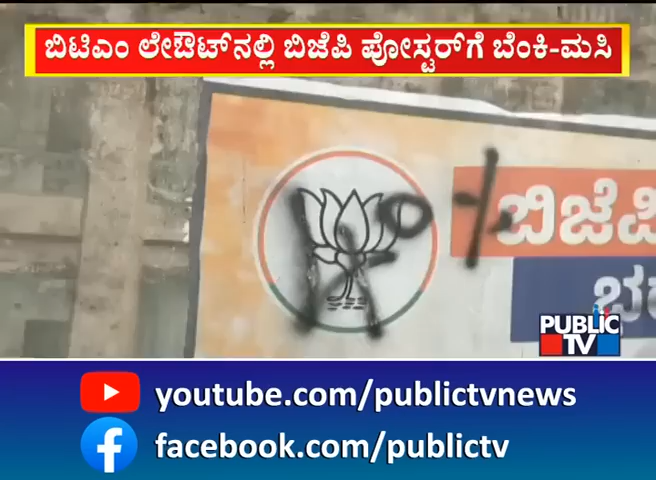 ಬಿಟಿಎಂ ಲೇಔಟ್‌ನಲ್ಲಿ ಬಿಜೆಪಿ ಪೋಸ್ಟರ್‌ಗೆ ಬೆಂಕಿ-ಮಸಿ
ಬಿಜೆಪಿ
PUBLIC
TV
youtube.com/publictvnews
facebook.com/publictv